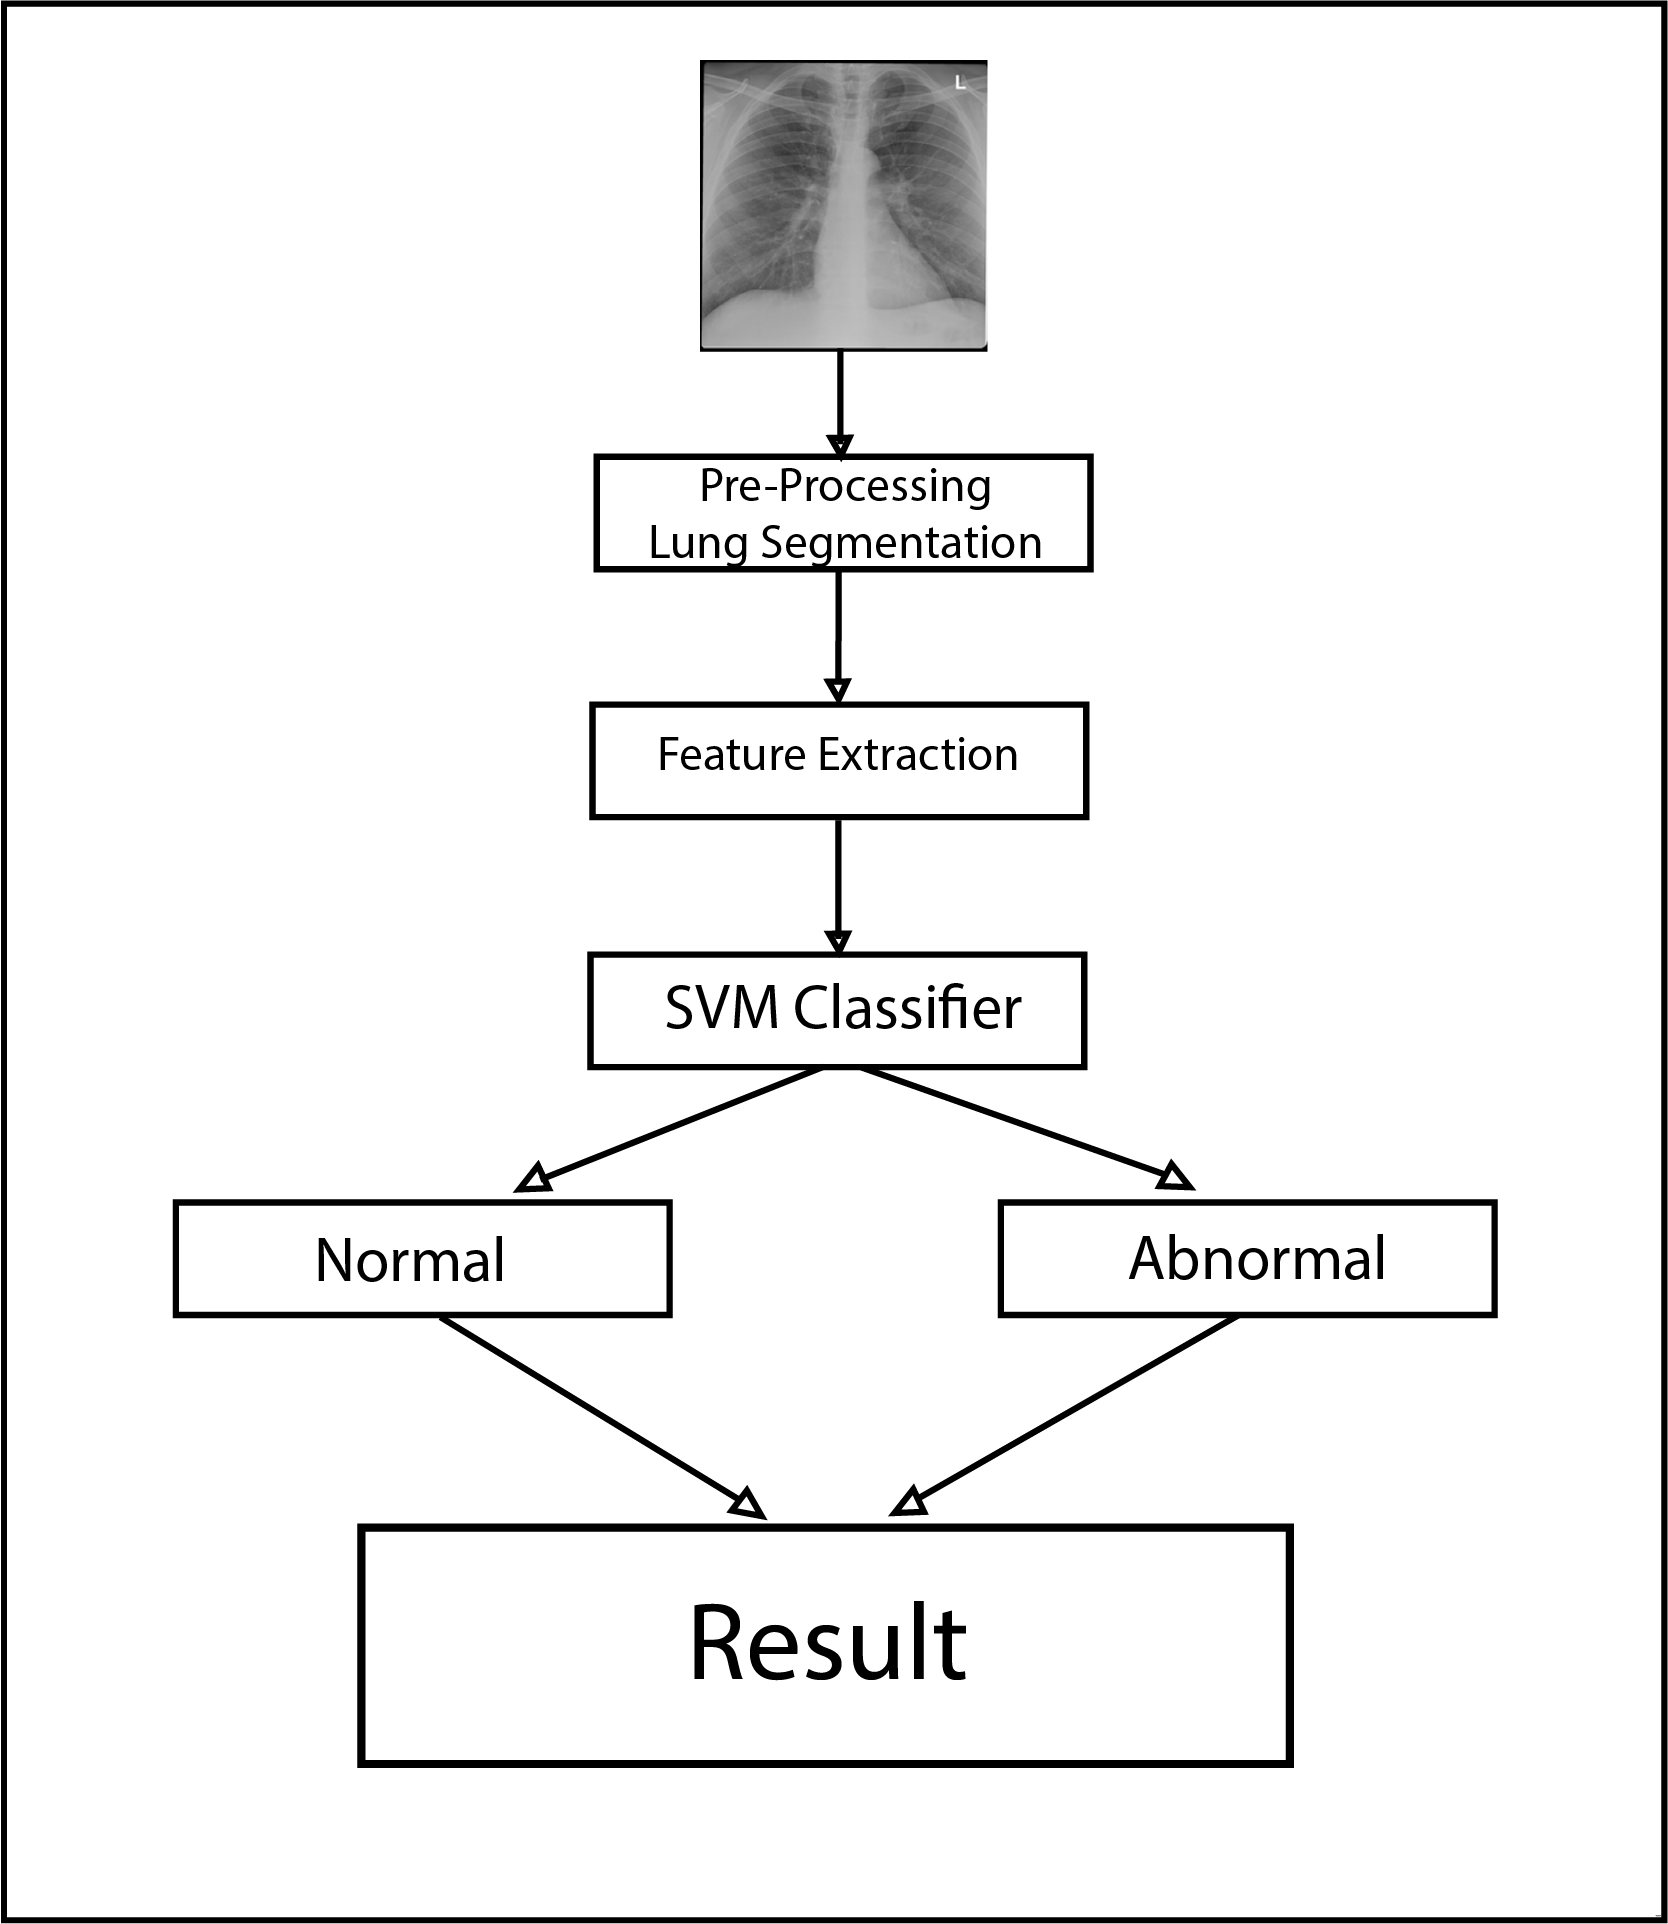 L
Pre-Processing
Lung Segmentation
Feature Extraction
SVM Classifier
Normal
Abnormal
Result